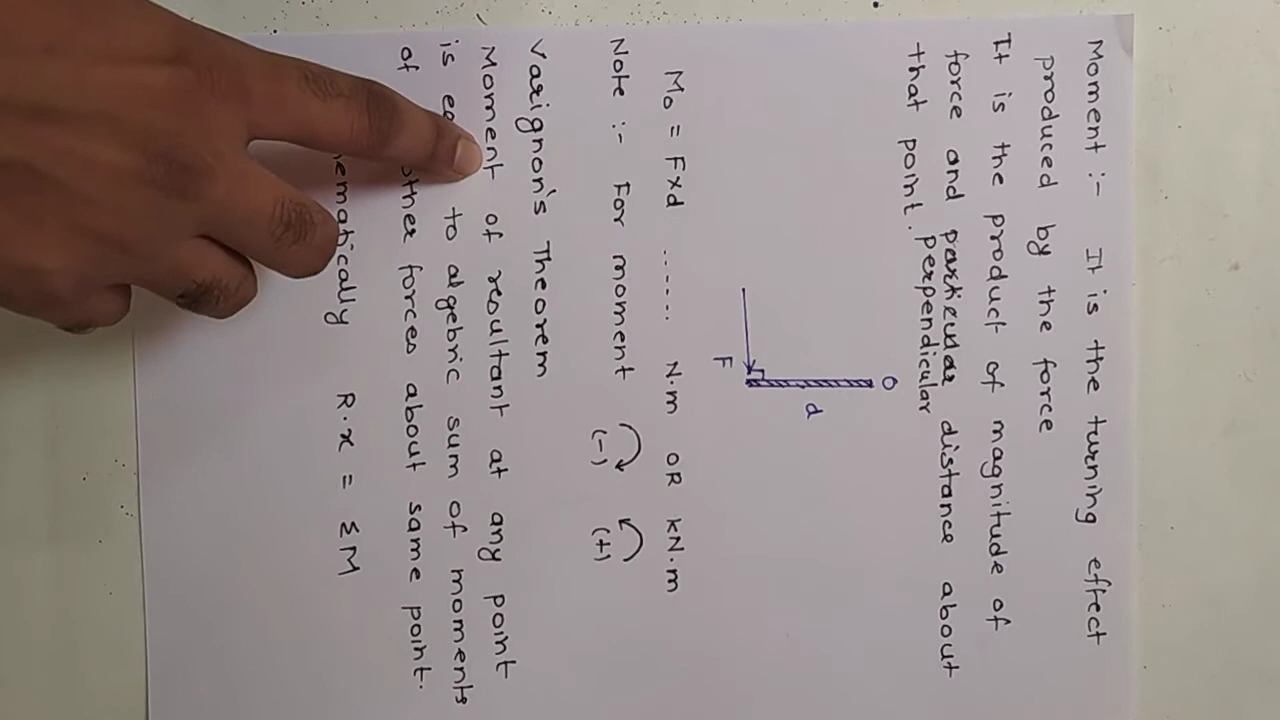 Moment :- It is the turning effect
produced by the force
It is the product of magnitude of
force and distance about
perpendicular
that point.
O
d
F
Mo = F×d ..... N.m OR kN.m
Note :- For moment (-) (+)
Varignon's Theorem
Moment of resultant at any point
is to algebric sum of moments
of other forces about same point.
R.x = ΣM